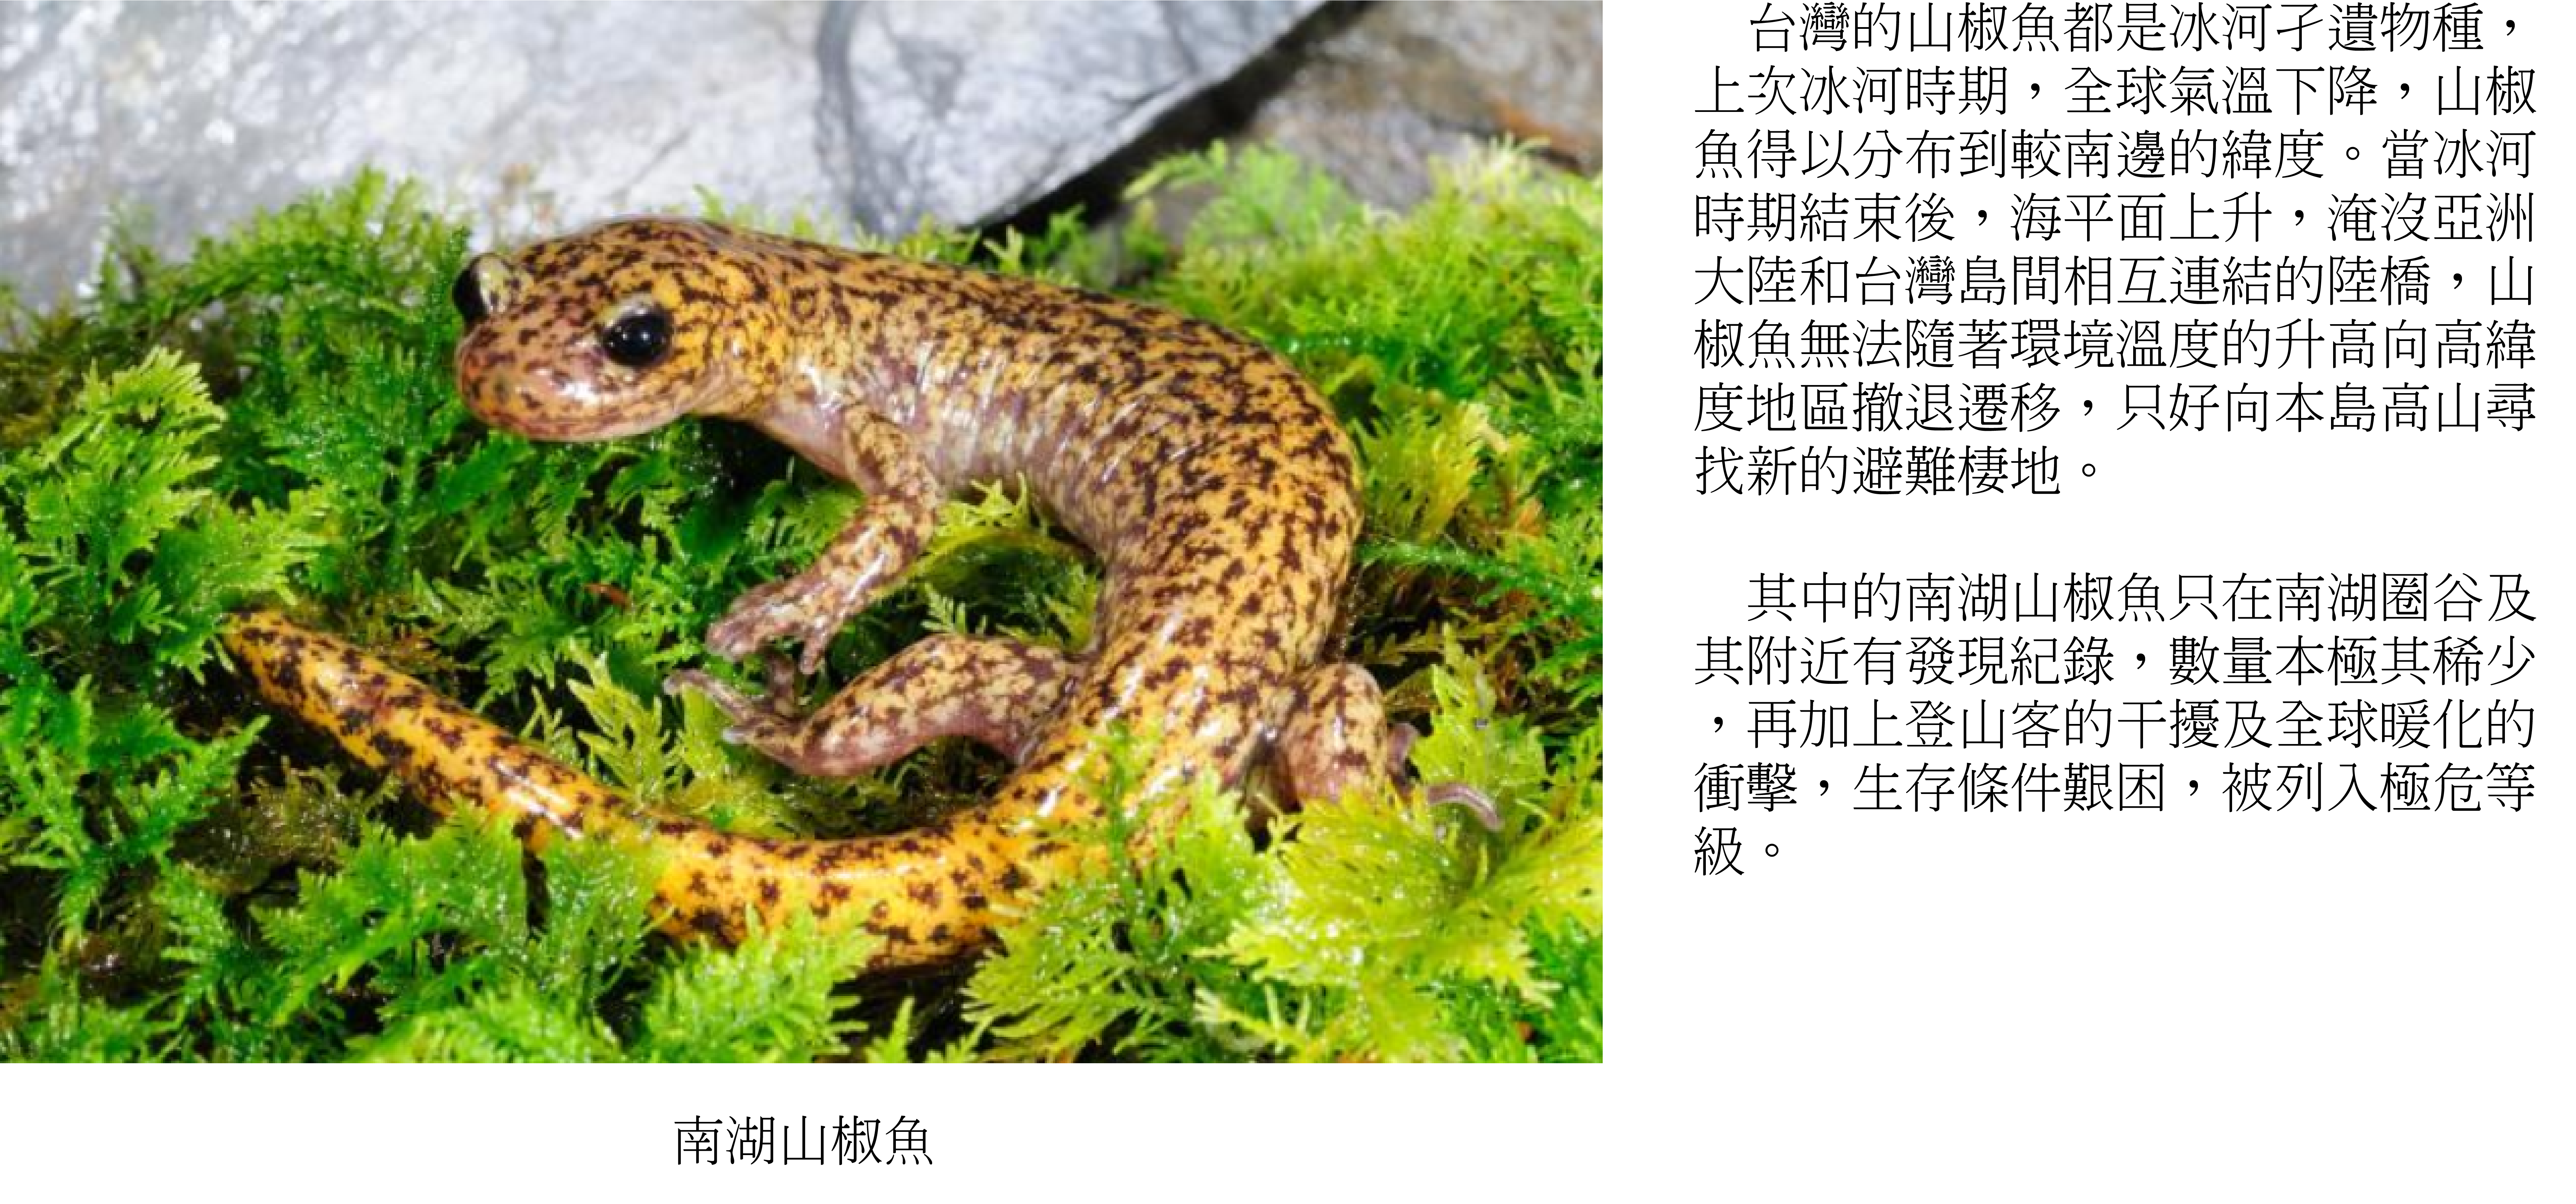 台灣的山椒魚都是冰河孑遺物種，
上次冰河時期，全球氣溫下降，山椒
魚得以分布到較南邊的緯度。當冰河
時期結束後，海平面上升，淹沒亞洲
大陸和台灣島間相互連結的陸橋，山
椒魚無法隨著環境溫度的升高向高緯
度地區撤退遷移，只好向本島高山尋
找新的避難棲地。
其中的南湖山椒魚只在南湖圈谷及
其附近有發現紀錄，數量本極其稀少
，再加上登山客的干擾及全球暖化的
衝擊，生存條件艱困，被列入極危等
級。
南湖山椒魚